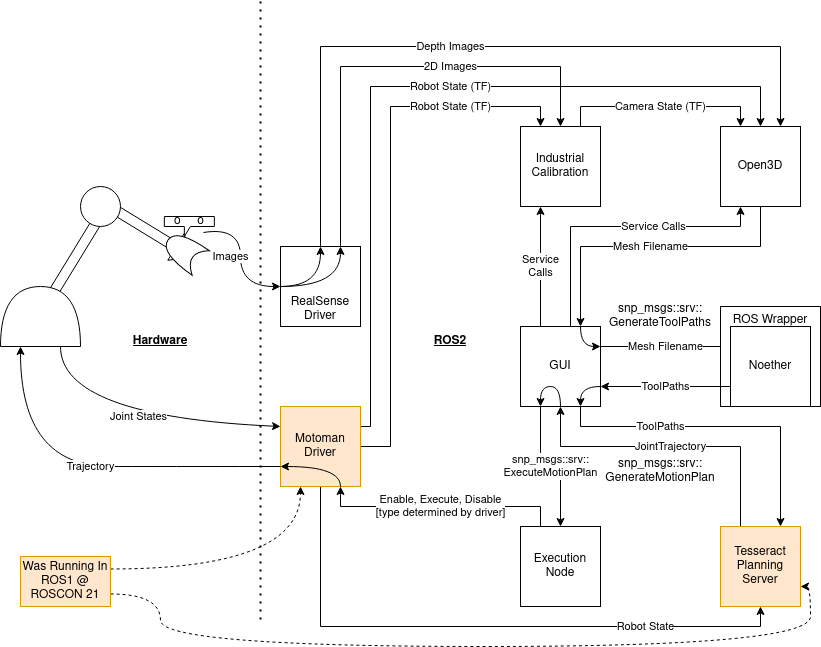 Depth Images
2D Images
Robot State (TF)
Robot State (TF)
Camera State (TF)
Industrial
Calibration
Open3D
Images
Service Calls
Mesh Filename
Service
Calls
RealSense
Driver
Hardware
ROS2
snp_msgs::srv::
GenerateToolPaths
ROS Wrapper
Mesh Filename
GUI
Noether
ToolPaths
Joint States
Motoman
Driver
ToolPaths
JointTrajectory
snp_msgs::srv::
ExecuteMotionPlan
snp_msgs::srv::
GenerateMotionPlan
Trajectory
Enable, Execute, Disable
[type determined by driver]
Was Running In
ROS1 @
ROSCON 21
Execution
Node
Tesseract
Planning
Server
Robot State